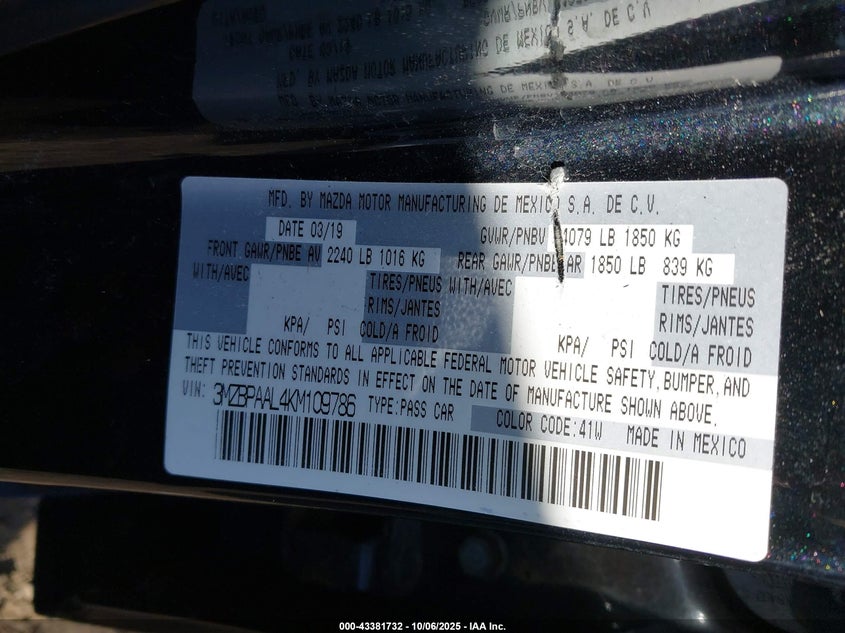 MFD. BY MAZDA MOTOR MANUFACTURING DE MEXICO S.A. DE C.V.
DATE 03/19 GVWR/PNBV 4079 LB 1850 KG
FRONT GAWR/PNBE AV 2240 LB 1016 KG REAR GAWR/PNBE AR 1850 LB 839 KG
WITH/AVEC TIRES/PNEUS WITH/AVEC TIRES/PNEUS
RIMS/JANTES RIMS/JANTES
KPA/ PSI COLD/A FROID KPA/ PSI COLD/A FROID
THIS VEHICLE CONFORMS TO ALL APPLICABLE FEDERAL MOTOR VEHICLE SAFETY, BUMPER, AND
THEFT PREVENTION STANDARDS IN EFFECT ON THE DATE OF MANUFACTURE SHOWN ABOVE.
VIN: 3MZBPAAL4KM109786 TYPE:PASS CAR COLOR CODE:41W MADE IN MEXICO
000-43381732 - 10/06/2025 - IAA Inc.